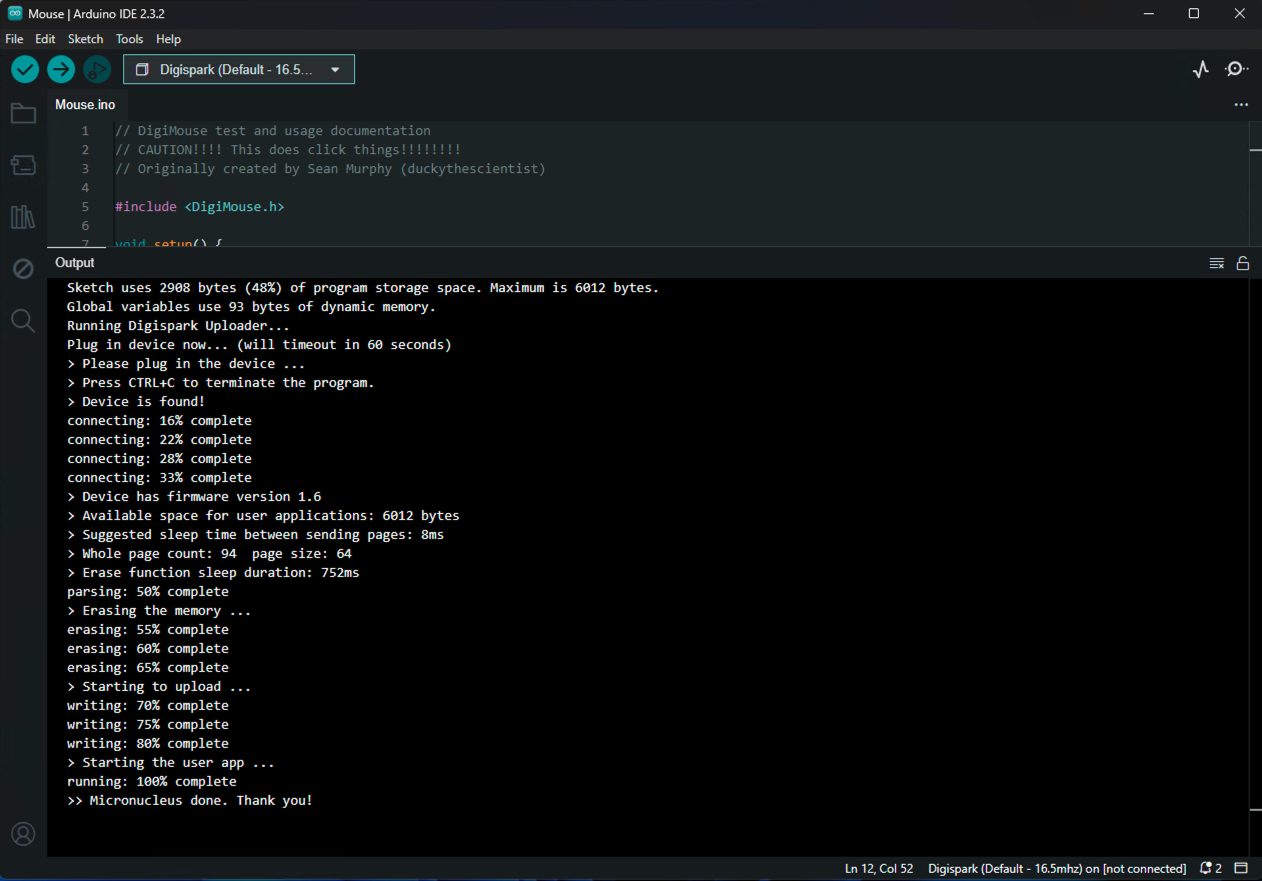 Mouse | Arduino IDE 2.3.2
File Edit Sketch Tools Help
Digispark (Default - 16.5...
Mouse.ino
1 // DigiMouse test and usage documentation
2 // CAUTION!!!! This does click things!!!!!!!!
3 // Originally created by Sean Murphy (duckythescientist)
4
5 #include <DigiMouse.h>
6
7 void setup() {
Output
Sketch uses 2908 bytes (48%) of program storage space. Maximum is 6012 bytes.
Global variables use 93 bytes of dynamic memory.
Running Digispark Uploader...
Plug in device now... (will timeout in 60 seconds)
> Please plug in the device ...
> Press CTRL+C to terminate the program.
> Device is found!
connecting: 16% complete
connecting: 22% complete
connecting: 28% complete
connecting: 33% complete
> Device has firmware version 1.6
> Available space for user applications: 6012 bytes
> Suggested sleep time between sending pages: 8ms
> Whole page count: 94  page size: 64
> Erase function sleep duration: 752ms
parsing: 50% complete
> Erasing the memory ...
erasing: 55% complete
erasing: 60% complete
erasing: 65% complete
> Starting to upload ...
writing: 70% complete
writing: 75% complete
writing: 80% complete
> Starting the user app ...
running: 100% complete
>> Micronucleus done. Thank you!
Ln 12, Col 52 Digispark (Default - 16.5mhz) on [not connected] 2